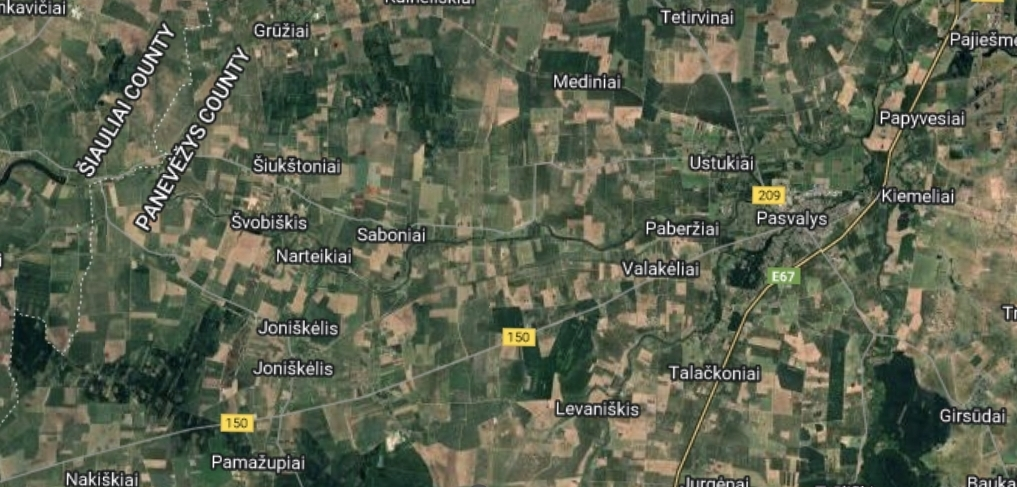 Tetirvinai
Grūžiai
Mediniai
Papyvesiai
ŠIAULIAI COUNTY
PANEVĖŽYS COUNTY
Šiukštoniai
Ustukiai
209
Kiemeliai
Švobiškis
Pasvalys
Saboniai
Paberžiai
Narteikiai
Valakėliai
E67
Joniškėlis
150
Joniškėlis
Talačkoniai
Levaniškis
Girsūdai
150
Pamažupiai
Nakiškiai